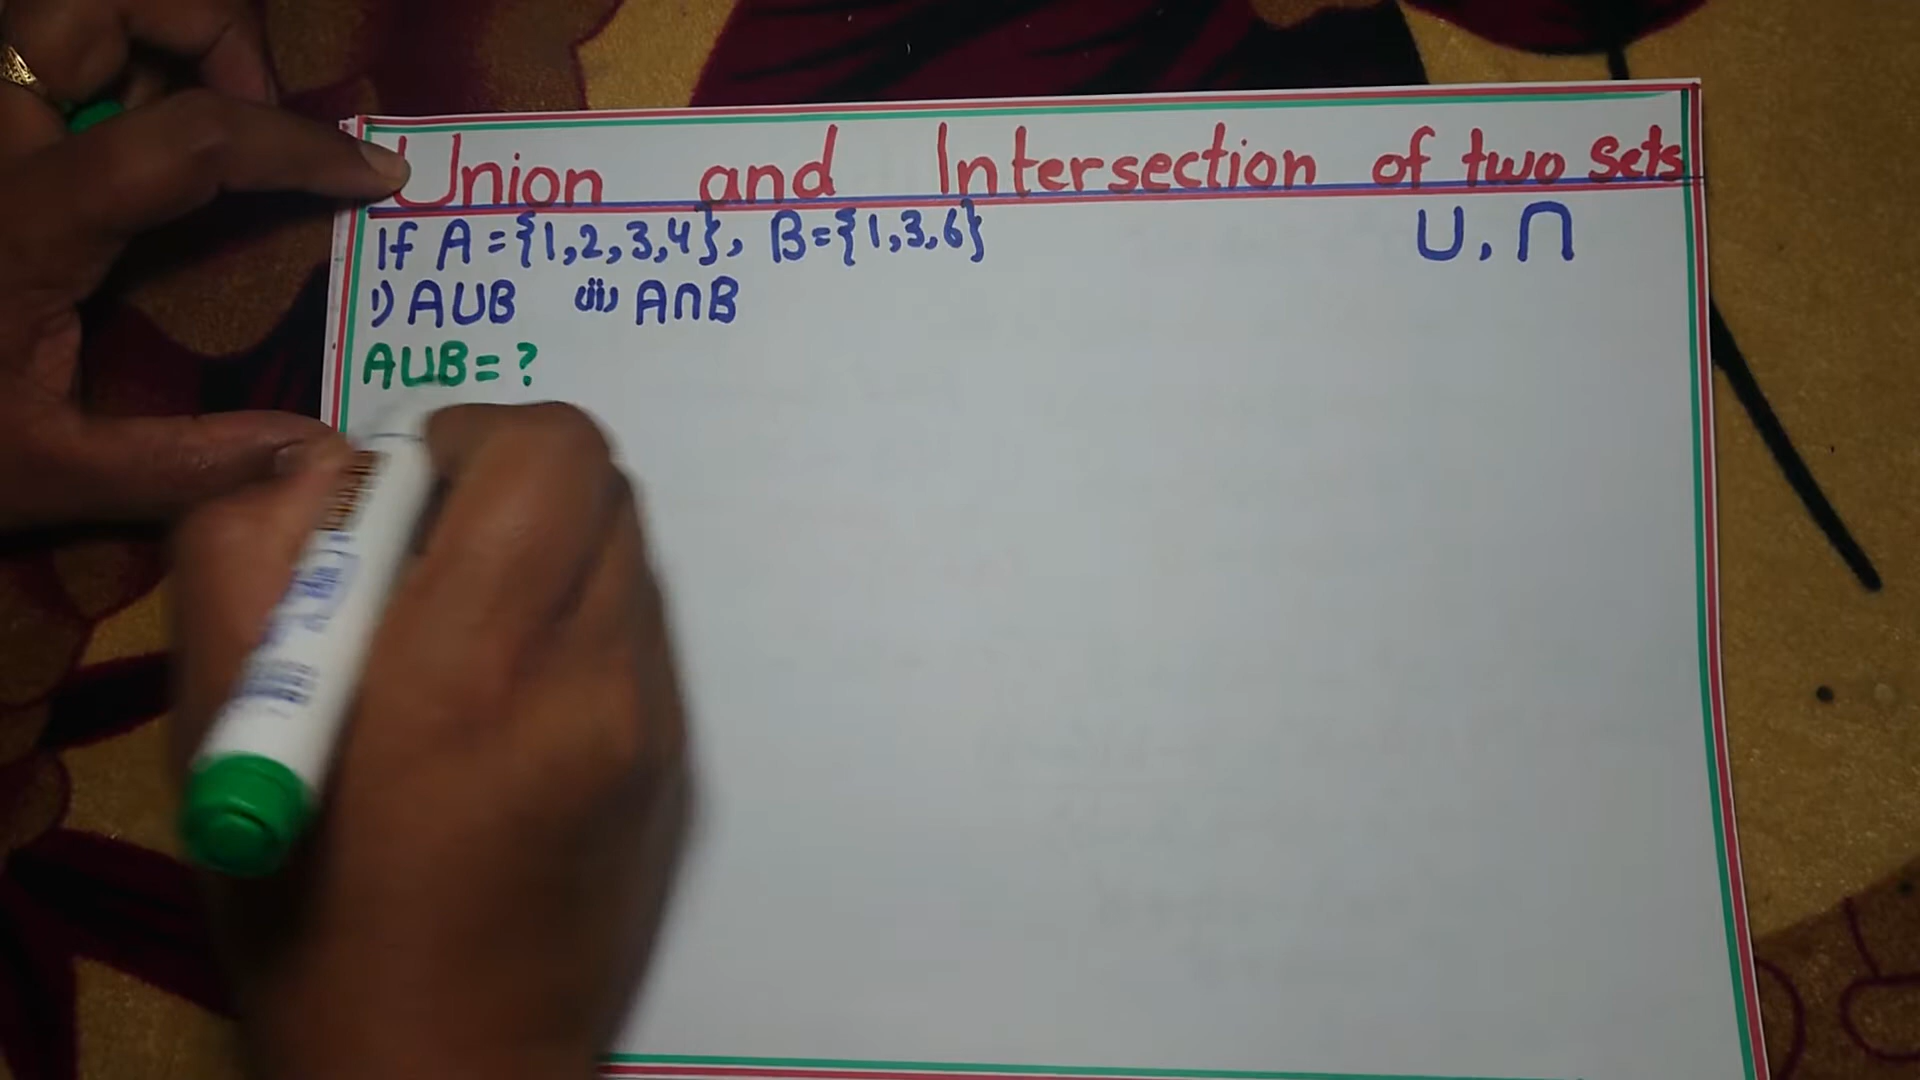 Union and Intersection of two Sets
If A={1,2,3,4}, B={1,3,6} ∪, ∩
i) A∪B (ii) A∩B
A∪B=?